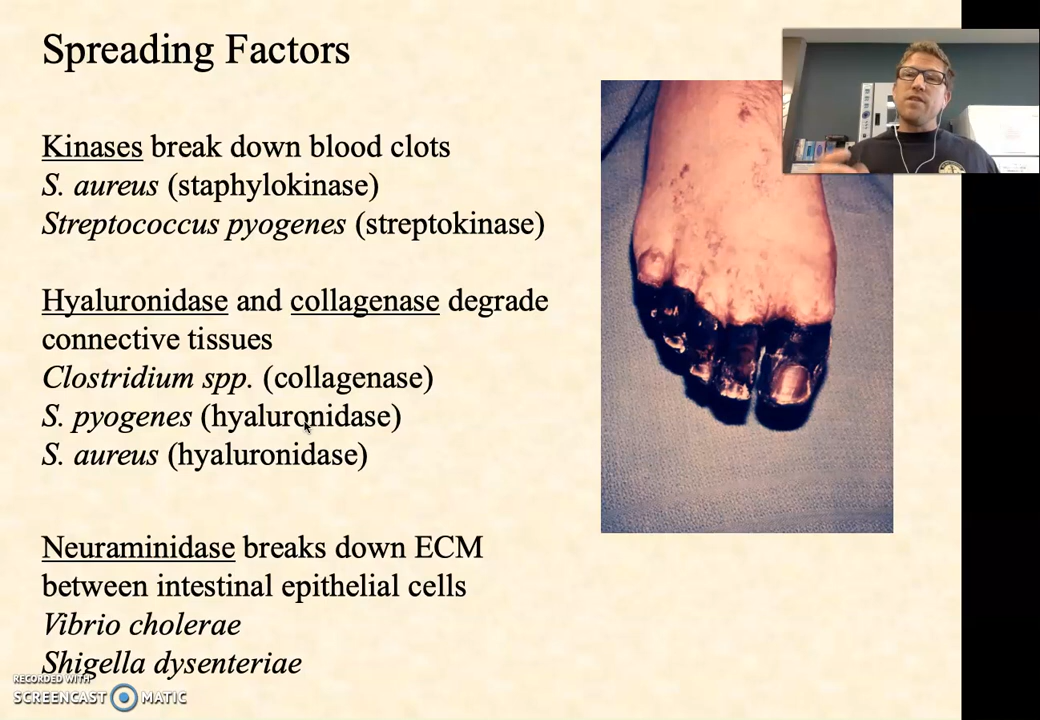 Spreading Factors
Kinases break down blood clots
S. aureus (staphylokinase)
Streptococcus pyogenes (streptokinase)
Hyaluronidase and collagenase degrade
connective tissues
Clostridium spp. (collagenase)
S. pyogenes (hyaluronidase)
S. aureus (hyaluronidase)
Neuraminidase breaks down ECM
between intestinal epithelial cells
Vibrio cholerae
Shigella dysenteriae
RECORDED WITH
SCREENCAST MATIC